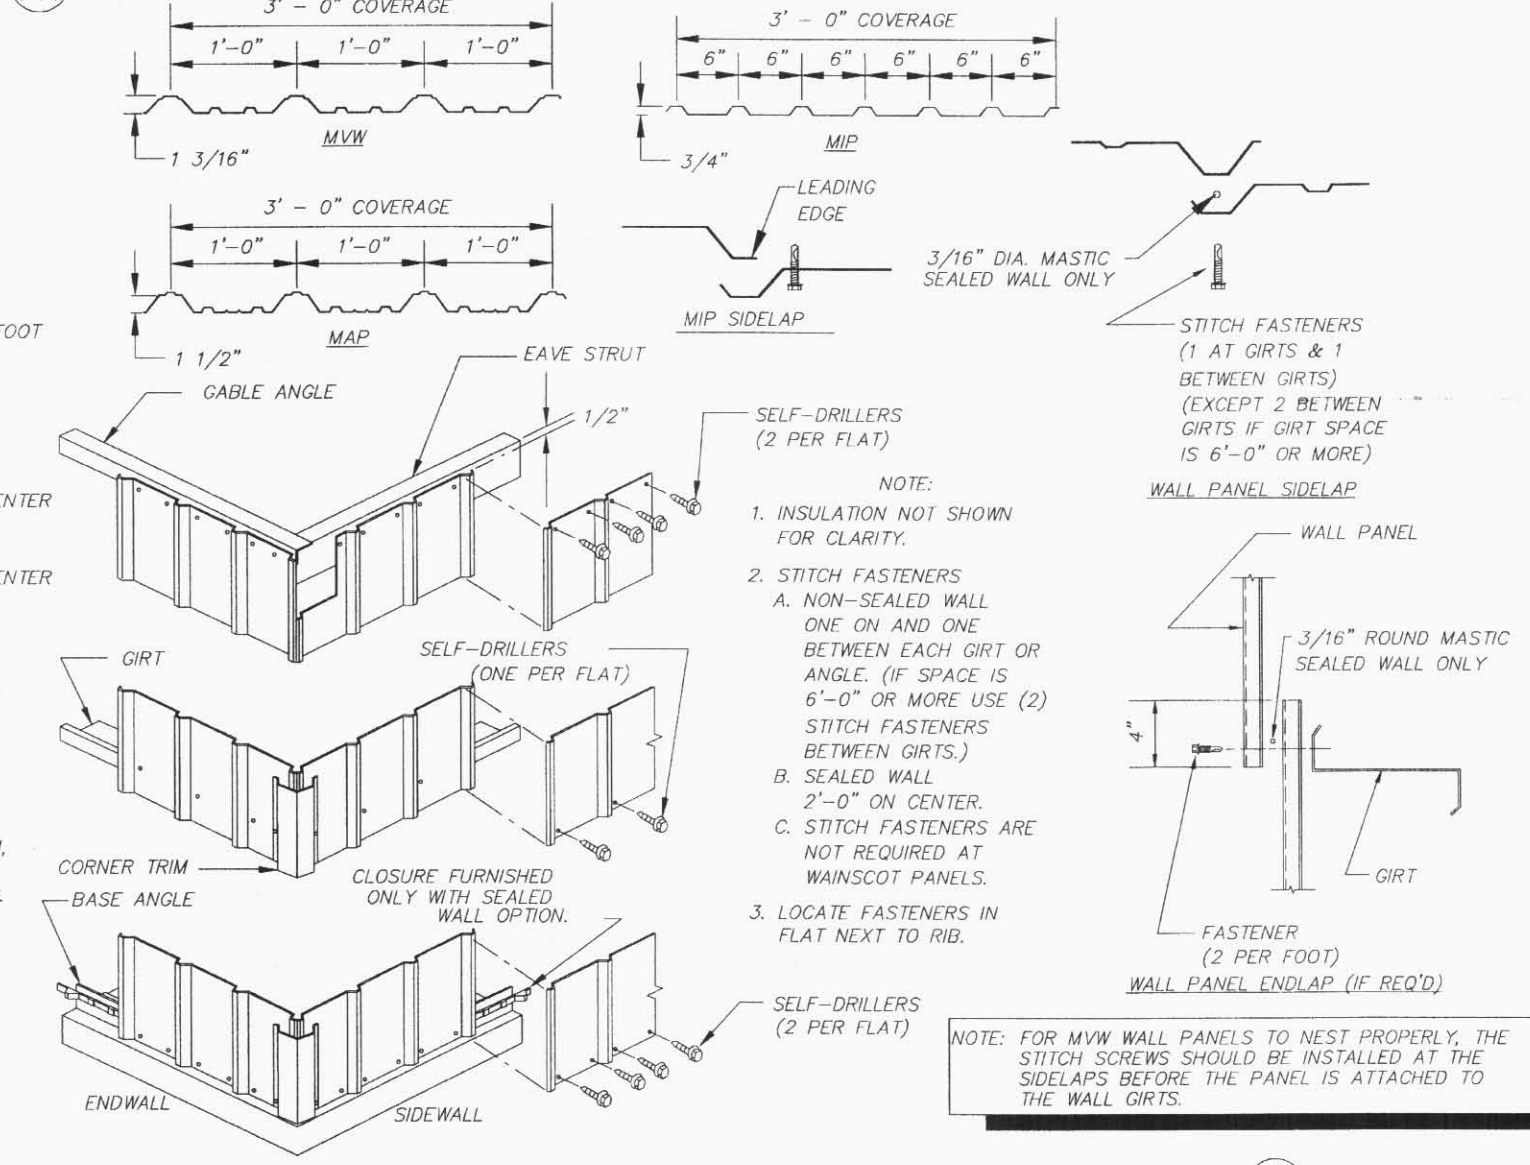 3' - 0" COVERAGE
1'-0" 1'-0" 1'-0"
MVW
1 3/16"
3' - 0" COVERAGE
6" 6" 6" 6" 6" 6"
MIP
3/4"
3' - 0" COVERAGE
1'-0" 1'-0" 1'-0"
MAP
1 1/2"
LEADING
EDGE
MIP SIDELAP
3/16" DIA. MASTIC
SEALED WALL ONLY
STITCH FASTENERS
(1 AT GIRTS & 1
BETWEEN GIRTS)
(EXCEPT 2 BETWEEN
GIRTS IF GIRT SPACE
IS 6'-0" OR MORE)
WALL PANEL SIDELAP
FOOT
ENTER
ENTER
GABLE ANGLE
EAVE STRUT
1/2"
SELF-DRILLERS
(2 PER FLAT)
GIRT
SELF-DRILLERS
(ONE PER FLAT)
CORNER TRIM
BASE ANGLE
CLOSURE FURNISHED
ONLY WITH SEALED
WALL OPTION.
SELF-DRILLERS
(2 PER FLAT)
ENDWALL
SIDEWALL
NOTE:
1. INSULATION NOT SHOWN
FOR CLARITY.
2. STITCH FASTENERS
A. NON-SEALED WALL
ONE ON AND ONE
BETWEEN EACH GIRT OR
ANGLE. (IF SPACE IS
6'-0" OR MORE USE (2)
STITCH FASTENERS
BETWEEN GIRTS.)
B. SEALED WALL
2'-0" ON CENTER.
C. STITCH FASTENERS ARE
NOT REQUIRED AT
WAINSCOT PANELS.
3. LOCATE FASTENERS IN
FLAT NEXT TO RIB.
WALL PANEL
3/16" ROUND MASTIC
SEALED WALL ONLY
4"
GIRT
FASTENER
(2 PER FOOT)
WALL PANEL ENDLAP (IF REQ'D)
NOTE: FOR MVW WALL PANELS TO NEST PROPERLY, THE
STITCH SCREWS SHOULD BE INSTALLED AT THE
SIDELAPS BEFORE THE PANEL IS ATTACHED TO
THE WALL GIRTS.